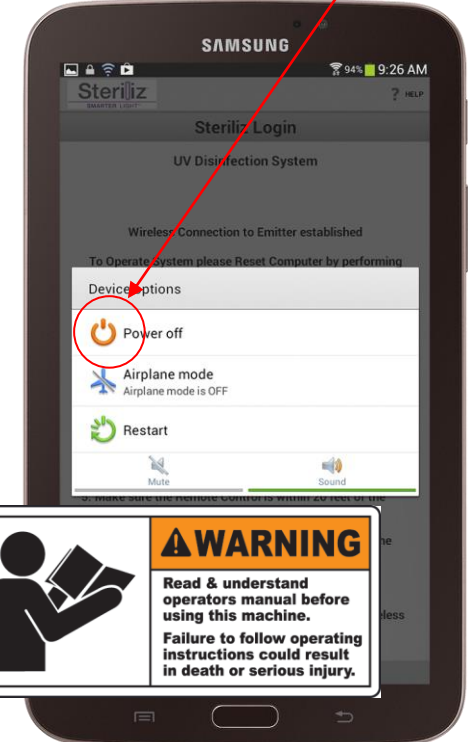 SAMSUNG
94% 9:26 AM
Steriliz
SMARTER LIGHT™
? HELP
Steriliz Login
UV Disinfection System
Wireless Connection to Emitter established
To Operate System please Reset Computer by performing
Device options
Power off
Airplane mode
Airplane mode is OFF
Restart
Mute
Sound
3. Make sure the Remote Control is within 20 feet of the
WARNING
Read & understand
operators manual before
using this machine.
Failure to follow operating
instructions could result
in death or serious injury.